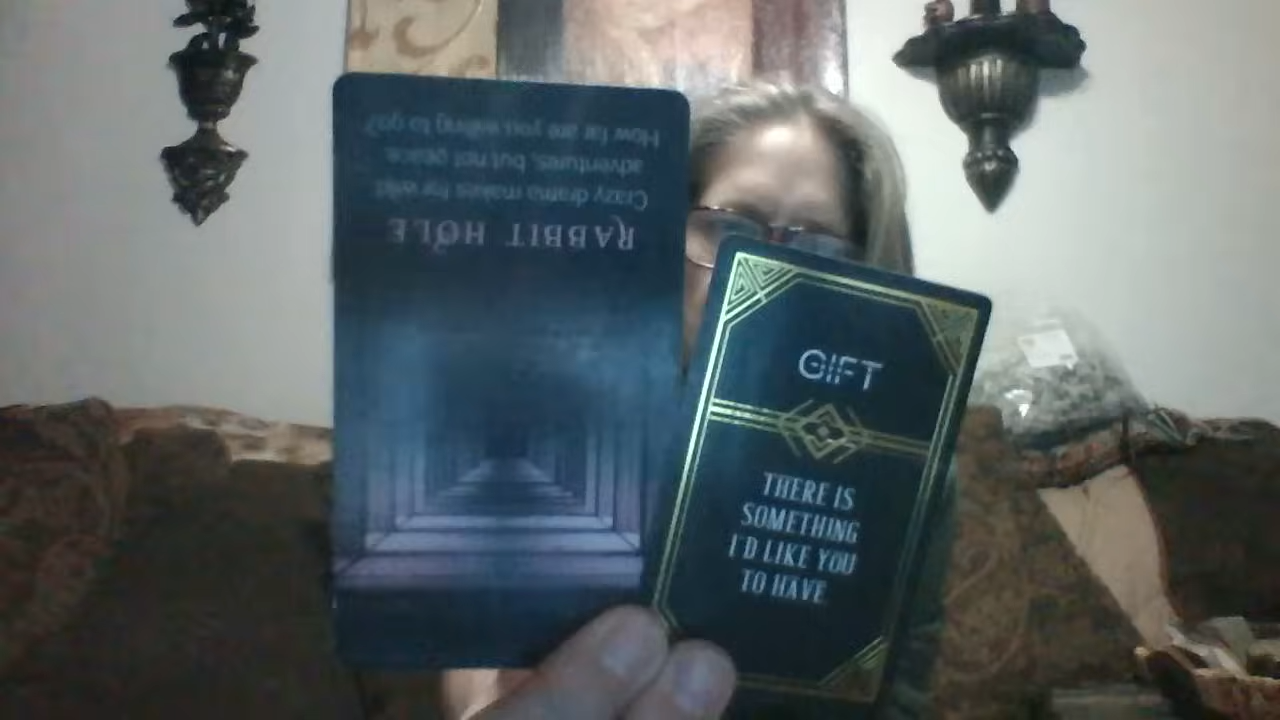 RABBIT HOLE
Crazy drama makes for wild
adventures, but not peace.
How far are you willing to go?
GIFT
THERE IS
SOMETHING
I'D LIKE YOU
TO HAVE.